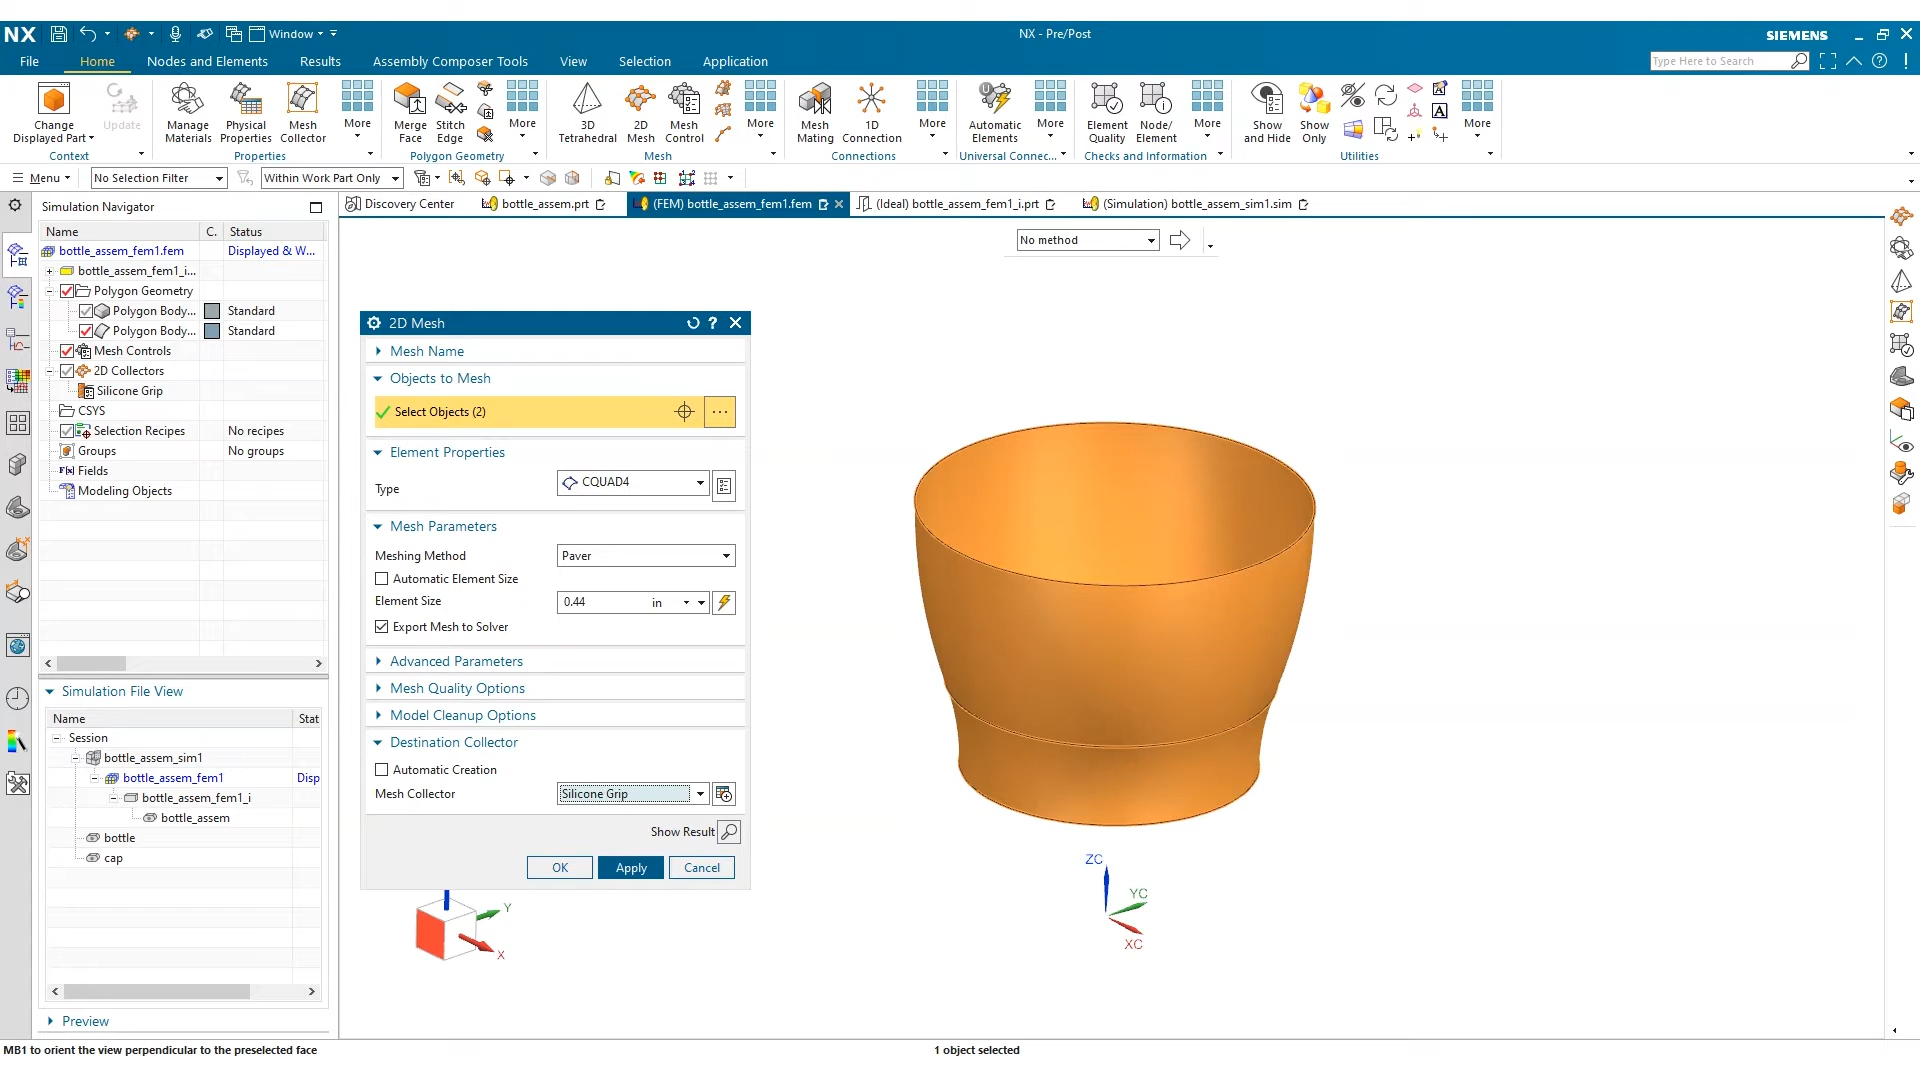 NX
Window
NX - Pre/Post
SIEMENS
File
Home
Nodes and Elements
Results
Assembly Composer Tools
View
Selection
Application
Type Here to Search
Change
Displayed Part
Update
Context
Manage
Materials
Physical
Properties
Mesh
Collector
More
Properties
Merge
Face
Stitch
Edge
More
Polygon Geometry
3D
Tetrahedral
2D
Mesh
Mesh
Control
More
Mesh
Mesh
Mating
1D
Connection
More
Connections
Automatic
Elements
More
Universal Connec...
Element
Quality
Node/
Element
More
Checks and Information
Show
and Hide
Show
Only
More
Utilities
Menu
No Selection Filter
Within Work Part Only
Simulation Navigator
Discovery Center
bottle_assem.prt
(FEM) bottle_assem_fem1.fem
(Ideal) bottle_assem_fem1_i.prt
(Simulation) bottle_assem_sim1.sim
Name C. Status
bottle_assem_fem1.fem Displayed & W...
bottle_assem_fem1_i...
Polygon Geometry
Polygon Body... Standard
Polygon Body... Standard
Mesh Controls
2D Collectors
Silicone Grip
CSYS
Selection Recipes No recipes
Groups No groups
Fields
Modeling Objects
Simulation File View
Name Stat
Session
bottle_assem_sim1
bottle_assem_fem1 Disp
bottle_assem_fem1_i
bottle_assem
bottle
cap
Preview
No method
2D Mesh
Mesh Name
Objects to Mesh
Select Objects (2)
Element Properties
Type CQUAD4
Mesh Parameters
Meshing Method Paver
Automatic Element Size
Element Size 0.44 in
Export Mesh to Solver
Advanced Parameters
Mesh Quality Options
Model Cleanup Options
Destination Collector
Automatic Creation
Mesh Collector Silicone Grip
Show Result
OK Apply Cancel
Y
X
ZC
YC
XC
MB1 to orient the view perpendicular to the preselected face
1 object selected